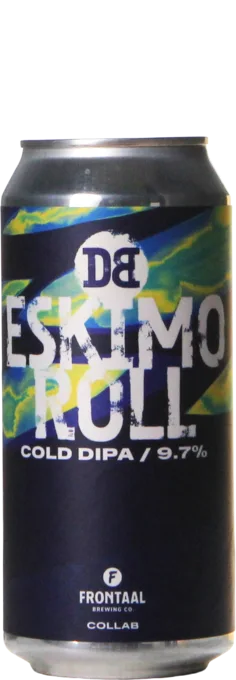 DB
ESKIMO
ROLL
COLD DIPA / 9.7%
F
FRONTAAL
BREWING CO
COLLAB